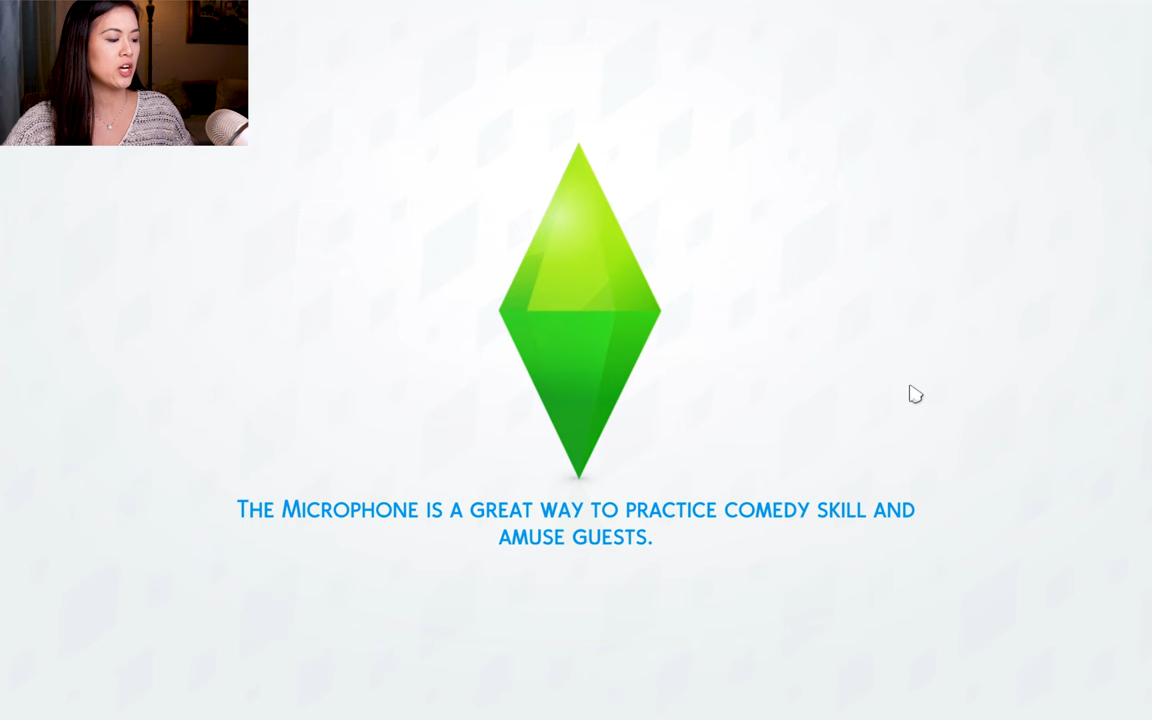 The Microphone is a great way to practice comedy skill and
amuse guests.